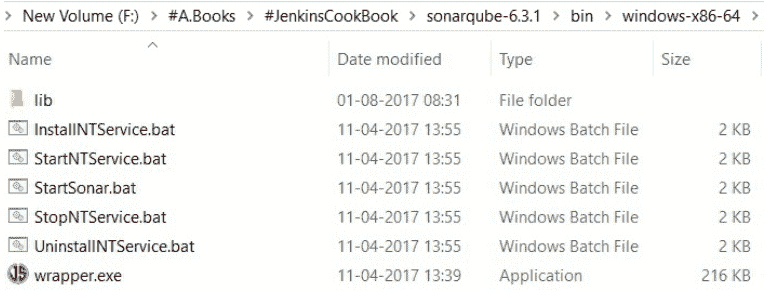 > New Volume (F:) > #A.Books > #JenkinsCookBook > sonarqube-6.3.1 > bin > windows-x86-64 >
Name Date modified Type Size
lib 01-08-2017 08:31 File folder
InstallNTService.bat 11-04-2017 13:55 Windows Batch File 2 KB
StartNTService.bat 11-04-2017 13:55 Windows Batch File 2 KB
StartSonar.bat 11-04-2017 13:55 Windows Batch File 2 KB
StopNTService.bat 11-04-2017 13:55 Windows Batch File 2 KB
UninstallNTService.bat 11-04-2017 13:55 Windows Batch File 2 KB
wrapper.exe 11-04-2017 13:39 Application 216 KB